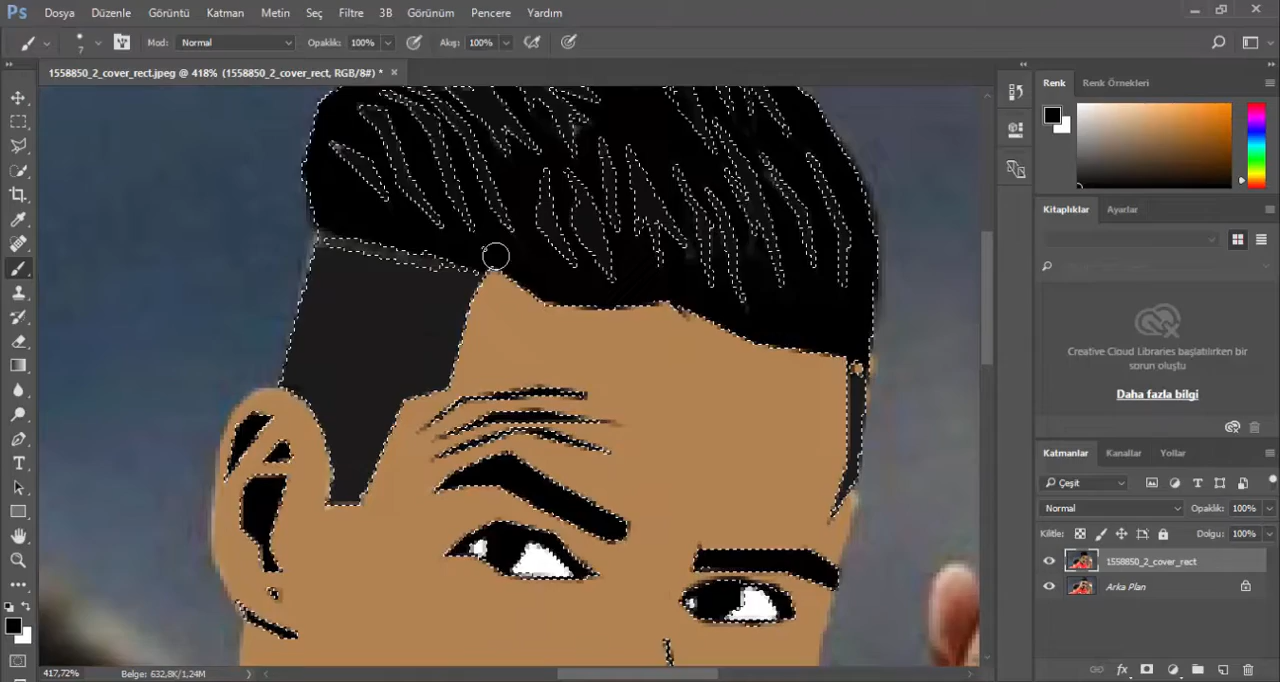 Ps Dosya Düzenle Görüntü Katman Metin Seç Filtre 3B Görünüm Pencere Yardım
7 Mod: Normal Opaklık: 100% Akış: 100%
1558850_2_cover_rect.jpeg @ 418% (1558850_2_cover_rect, RGB/8#) * ×
Renk Renk Örnekleri
Kitaplıklar Ayarlar
Creative Cloud Libraries başlatılırken bir
sorun oluştu
Daha fazla bilgi
Katmanlar Kanallar Yollar
Çeşit
Normal Opaklık: 100%
Kilitle: Dolgu: 100%
1558850_2_cover_rect
Arka Plan
417,72% Belge: 632,8K/1,24M